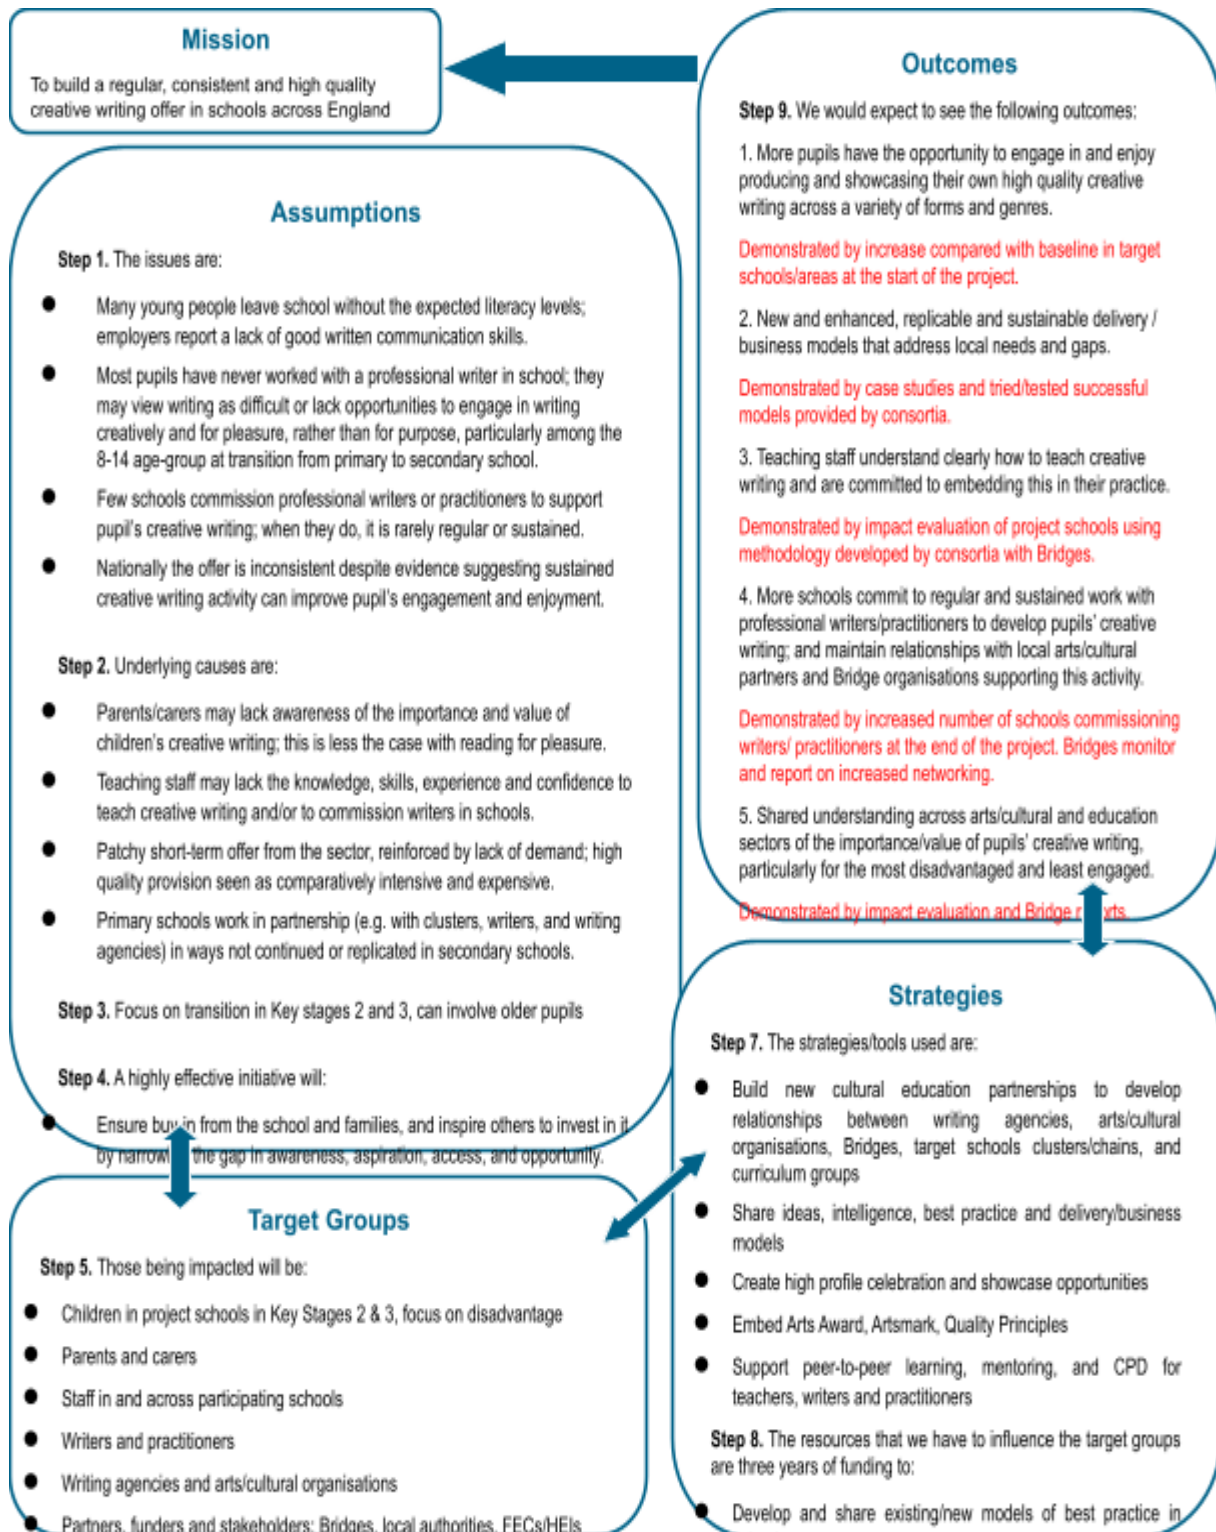 Mission
To build a regular, consistent and high quality
creative writing offer in schools across England
Assumptions
Step 1. The issues are:
● Many young people leave school without the expected literacy levels;
employers report a lack of good written communication skills.
● Most pupils have never worked with a professional writer in school; they
may view writing as difficult or lack opportunities to engage in writing
creatively and for pleasure, rather than for purpose, particularly among the
8-14 age-group at transition from primary to secondary school.
● Few schools commission professional writers or practitioners to support
pupil's creative writing; when they do, it is rarely regular or sustained.
● Nationally the offer is inconsistent despite evidence suggesting sustained
creative writing activity can improve pupil's engagement and enjoyment.
Step 2. Underlying causes are:
● Parents/carers may lack awareness of the importance and value of
children's creative writing; this is less the case with reading for pleasure.
● Teaching staff may lack the knowledge, skills, experience and confidence to
teach creative writing and/or to commission writers in schools.
● Patchy short-term offer from the sector, reinforced by lack of demand; high
quality provision seen as comparatively intensive and expensive.
● Primary schools work in partnership (e.g. with clusters, writers, and writing
agencies) in ways not continued or replicated in secondary schools.
Step 3. Focus on transition in Key stages 2 and 3, can involve older pupils
Step 4. A highly effective initiative will:
● Ensure buy in from the school and families, and inspire others to invest in it
by the gap in awareness, aspiration, access, and opportunity.
Target Groups
Step 5. Those being impacted will be:
● Children in project schools in Key Stages 2 & 3, focus on disadvantage
● Parents and carers
● Staff in and across participating schools
● Writers and practitioners
● Writing agencies and arts/cultural organisations
● Partners, funders and stakeholders: Bridges, local authorities, FECs/HEIs
Outcomes
Step 9. We would expect to see the following outcomes:
1. More pupils have the opportunity to engage in and enjoy
producing and showcasing their own high quality creative
writing across a variety of forms and genres.
Demonstrated by increase compared with baseline in target
schools/areas at the start of the project.
2. New and enhanced, replicable and sustainable delivery /
business models that address local needs and gaps.
Demonstrated by case studies and tried/tested successful
models provided by consortia.
3. Teaching staff understand clearly how to teach creative
writing and are committed to embedding this in their practice.
Demonstrated by impact evaluation of project schools using
methodology developed by consortia with Bridges.
4. More schools commit to regular and sustained work with
professional writers/practitioners to develop pupils' creative
writing; and maintain relationships with local arts/cultural
partners and Bridge organisations supporting this activity.
Demonstrated by increased number of schools commissioning
writers/ practitioners at the end of the project. Bridges monitor
and report on increased networking.
5. Shared understanding across arts/cultural and education
sectors of the importance/value of pupils' creative writing,
particularly for the most disadvantaged and least engaged.
Demonstrated by impact evaluation and Bridge
Strategies
Step 7. The strategies/tools used are:
● Build new cultural education partnerships to develop
relationships between writing agencies, arts/cultural
organisations, Bridges, target schools clusters/chains, and
curriculum groups
● Share ideas, intelligence, best practice and delivery/business
models
● Create high profile celebration and showcase opportunities
● Embed Arts Award, Artsmark, Quality Principles
● Support peer-to-peer learning, mentoring, and CPD for
teachers, writers and practitioners
Step 8. The resources that we have to influence the target groups
are three years of funding to:
● Develop and share existing/new models of best practice in